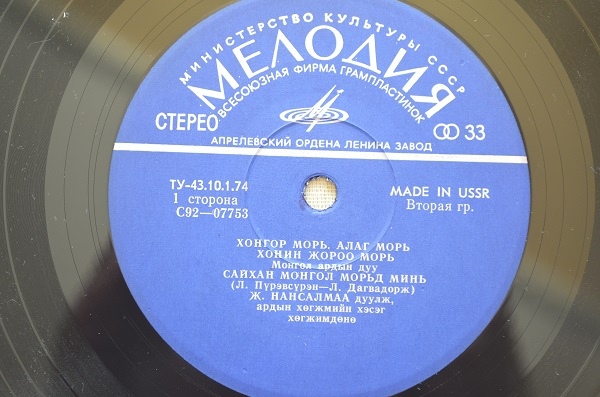 МИНИСТЕРСТВО КУЛЬТУРЫ СССР
МЕЛОДИЯ
ВСЕСОЮЗНАЯ ФИРМА ГРАМПЛАСТИНОК
СТЕРЕО
33
АПРЕЛЕВСКИЙ ОРДЕНА ЛЕНИНА ЗАВОД
ТУ—43.10.1.74
1 сторона
С92—07753
MADE IN USSR
Вторая гр.
ХОНГОР МОРЬ. АЛАГ МОРЬ
ХОНИН ЖОРОО МОРЬ
Монгол ардын дуу
САЙХАН МОНГОЛ МОРЬД МИНЬ
(Л. Пүрэвсүрэн—Л. Дагвадорж)
Ж. НАНСАЛМАА дуулж,
ардын хөгжмийн хэсэг
хөгжимдөнө